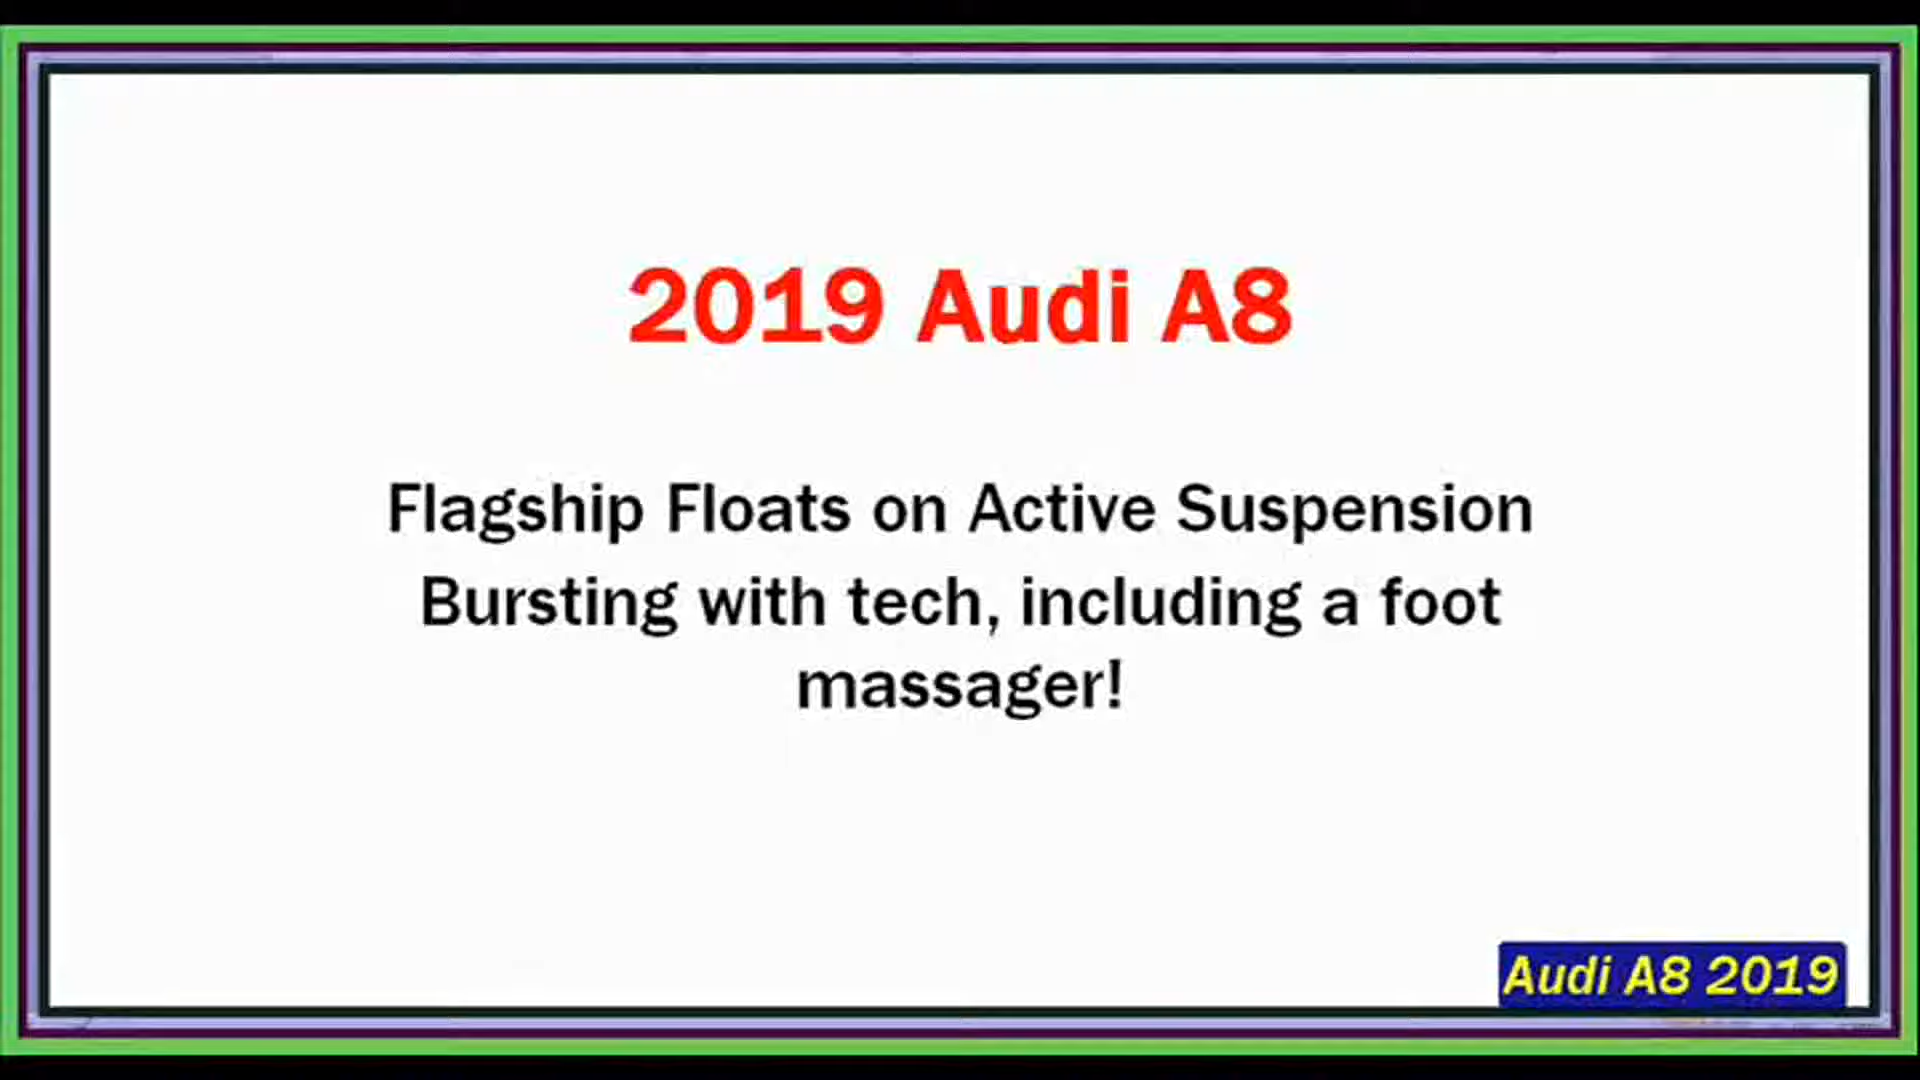 2019 Audi A8
Flagship Floats on Active Suspension
Bursting with tech, including a foot
massager!
Audi A8 2019